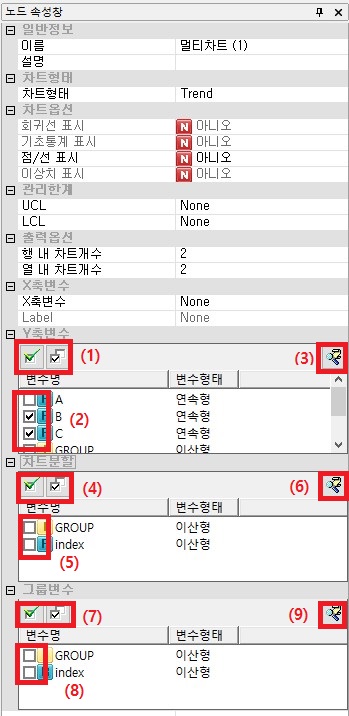 노드 속성창
일반정보
이름 멀티차트 (1)
설명
차트형태
차트형태 Trend
차트옵션
회귀선 표시 N 아니오
기초통계 표시 N 아니오
점/선 표시 N 아니오
이상치 표시 N 아니오
관리한계
UCL None
LCL None
출력옵션
행 내 차트개수 2
열 내 차트개수 2
X축변수
X축변수 None
Label None
Y축변수
(1) (3)
변수명 변수형태
A 연속형
(2)
B 연속형
C 연속형
GROUP 이산형
차트분할
(4) (6)
변수명 변수형태
GROUP 이산형
index 이산형
(5)
그룹변수
(7) (9)
변수명 변수형태
GROUP 이산형
index 이산형
(8)